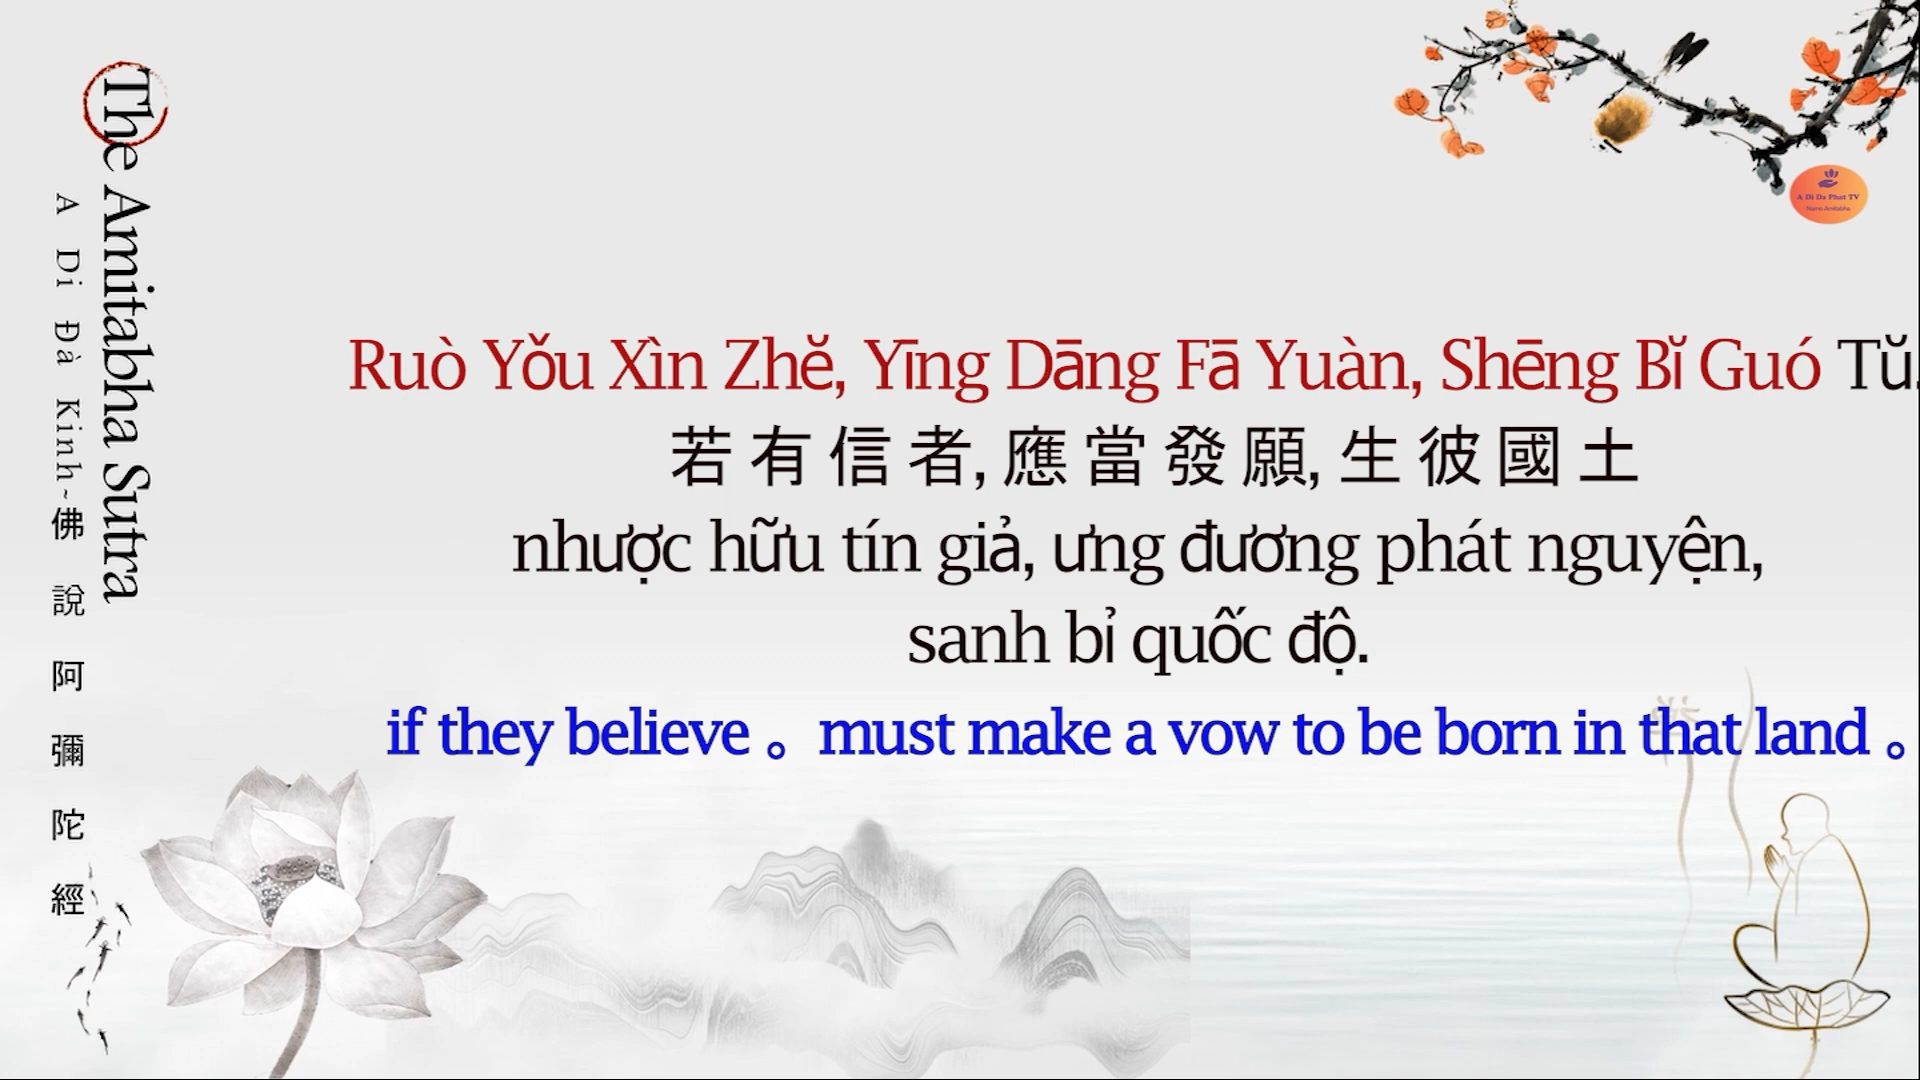 The Amitabha Sutra
A Di Đà Kinh~佛說阿彌陀經
A Di Da Phat TV
Namo Amitabha
Ruò Yǒu Xìn Zhě, Yīng Dāng Fā Yuàn, Shēng Bǐ Guó Tǔ.
若有信者,應當發願,生彼國土
nhược hữu tín giả, ưng đương phát nguyện,
sanh bỉ quốc độ.
if they believe 。must make a vow to be born in that land 。